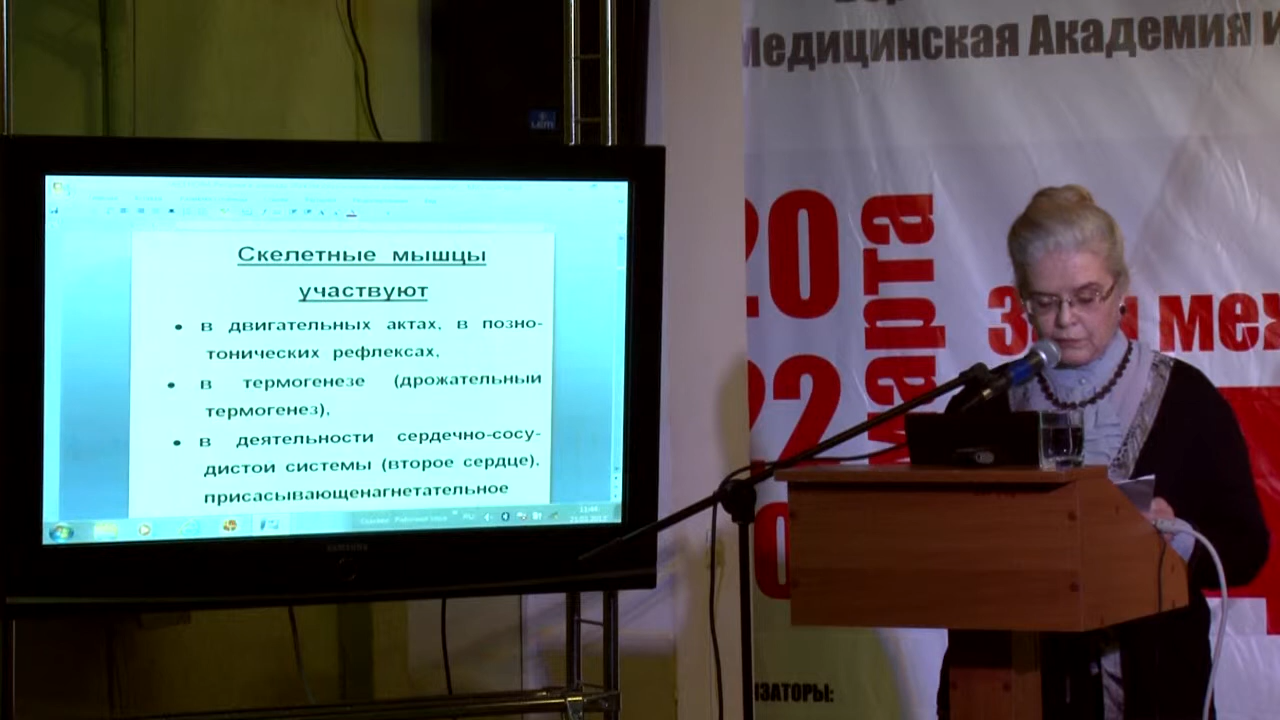 Скелетные мышцы
участвуют
• в двигательных актах, в позно-
тонических рефлексах,
• в термогенезе (дрожательный
термогенез),
• в деятельности сердечно-сосу-
дистой системы (второе сердце),
присасывающенагнетательное
SAMSUNG
Медицинская Академия и
20
22
марта
мех